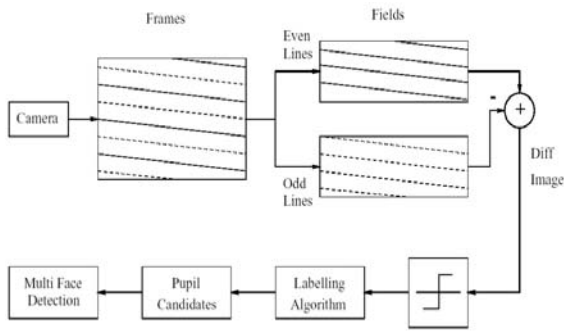 Frames
Fields
Even
Lines
Camera
-
+
Odd
Lines
Diff
Image
Multi Face
Detection
Pupil
Candidates
Labelling
Algorithm